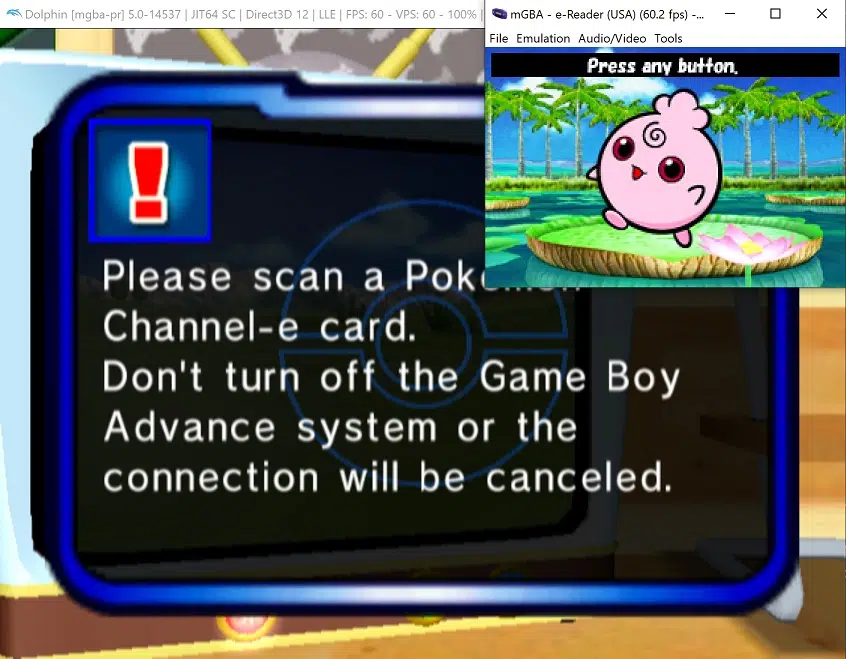 Dolphin [mgba-pr] 5.0-14537 | JIT64 SC | Direct3D 12 | LLE | FPS: 60 - VPS: 60 - 100% |
mGBA - e-Reader (USA) (60.2 fps) -...
File Emulation Audio/Video Tools
Press any button.
Please scan a
Channel-e card.
Don't turn off the Game Boy
Advance system or the
connection will be canceled.